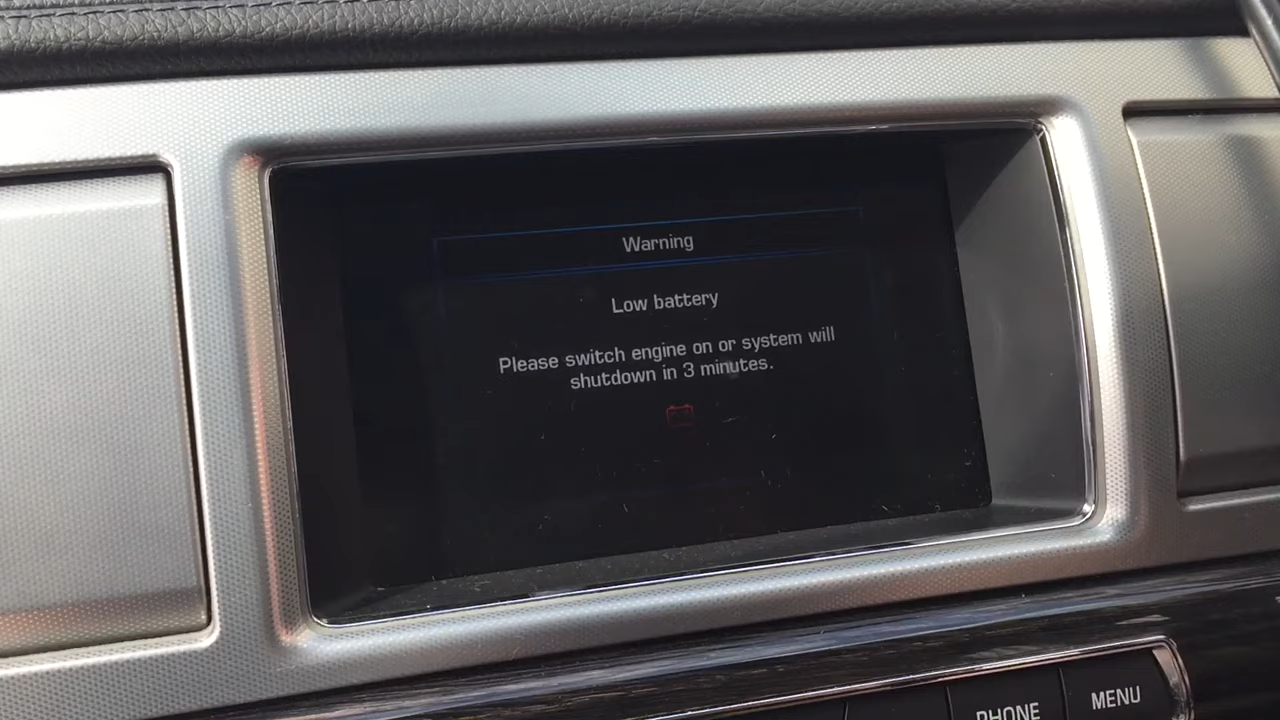 Warning
Low battery
Please switch engine on or system will
shutdown in 3 minutes.
PHONE
MENU